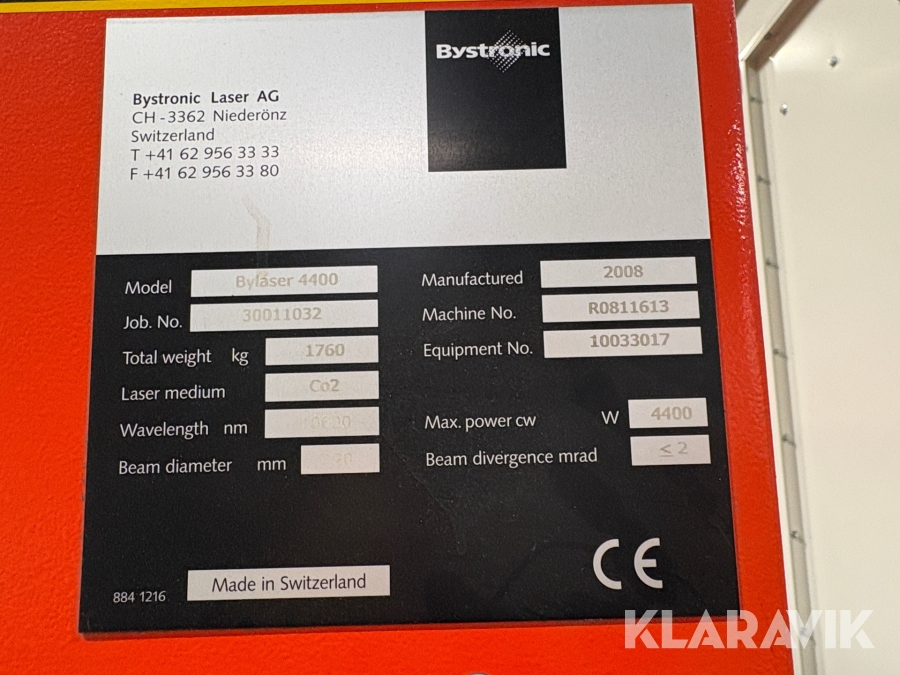 Bystronic
Bystronic Laser AG
CH-3362 Niederönz
Switzerland
T +41 62 956 33 33
F +41 62 956 33 80
Model Bylaser 4400
Job. No. 30011032
Total weight kg 1760
Laser medium Co2
Wavelength nm
Beam diameter mm
Manufactured 2008
Machine No. R0811613
Equipment No. 10033017
Max. power cw W 4400
Beam divergence mrad ≤ 2
CE
884 1216 Made in Switzerland
KLARAVIK